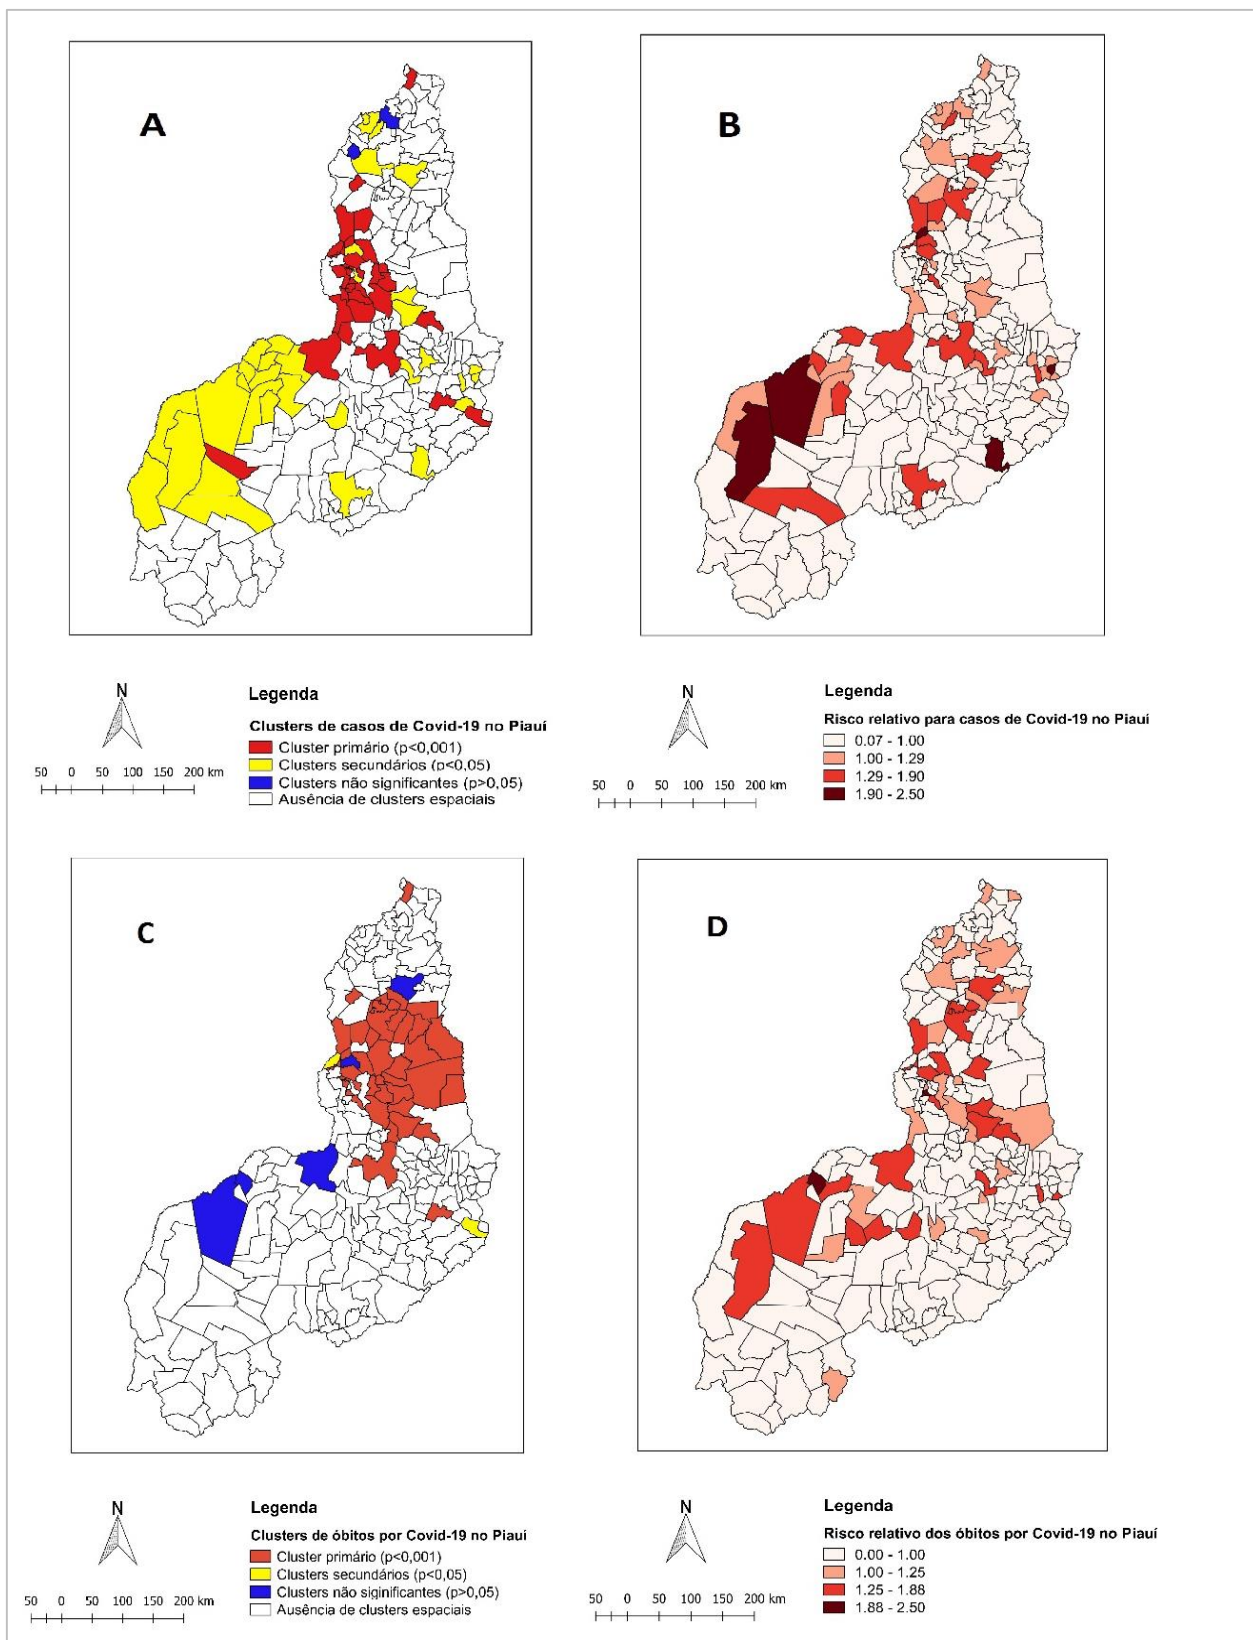 A
B
N
Legenda
Clusters de casos de Covid-19 no Piauí
Cluster primário (p<0,001)
Clusters secundários (p<0,05)
Clusters não significantes (p>0,05)
Ausência de clusters espaciais
50 0 50 100 150 200 km
N
Legenda
Risco relativo para casos de Covid-19 no Piauí
0.07 - 1.00
1.00 - 1.29
1.29 - 1.90
1.90 - 2.50
50 0 50 100 150 200 km
C
D
N
Legenda
Clusters de óbitos por Covid-19 no Piauí
Cluster primário (p<0,001)
Clusters secundários (p<0,05)
Clusters não siginificantes (p>0,05)
Ausência de clusters espaciais
50 0 50 100 150 200 km
N
Legenda
Risco relativo dos óbitos por Covid-19 no Piauí
0.00 - 1.00
1.00 - 1.25
1.25 - 1.88
1.88 - 2.50
50 0 50 100 150 200 km